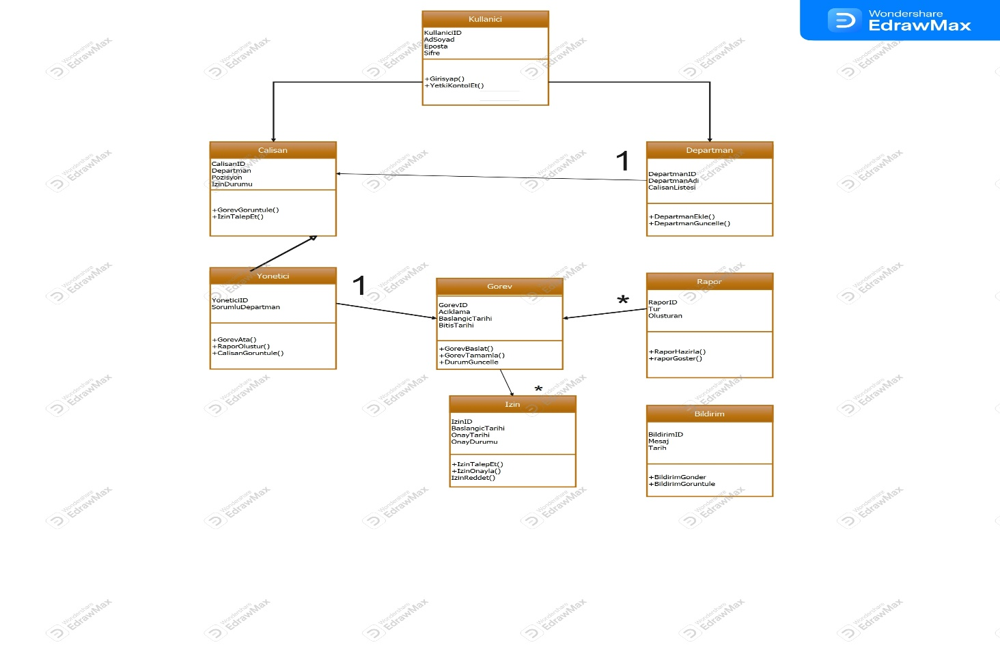 Wondershare
EdrawMax
Kullanici
KullaniciID
AdSoyad
Eposta
Sifre
+Girisyap()
+YetkiKontolEt()
Calisan
CalisanID
Departman
Pozisyon
IzinDurumu
+GorevGoruntule()
+IzinTalepEt()
1
Departman
DepartmanID
DepartmanAdi
CalisanListesi
+DepartmanEkle()
+DepartmanGuncelle()
Yonetici
YoneticiID
SorumluDepartman
+GorevAta()
+RaporOlustur()
+CalisanGoruntule()
1
Gorev
GorevID
Aciklama
BaslangicTarihi
BitisTarihi
+GorevBaslat()
+GorevTamamla()
+DurumGuncelle
*
Rapor
RaporID
Tur
Olusturan
+RaporHazirla()
+raporGoster()
*
Izin
IzinID
BaslangicTarihi
OnayTarihi
OnayDurumu
+IzinTalepEt()
+IzinOnayla()
IzinReddet()
Bildirim
BildirimID
Mesaj
Tarih
+BildirimGonder
+BildirimGoruntule